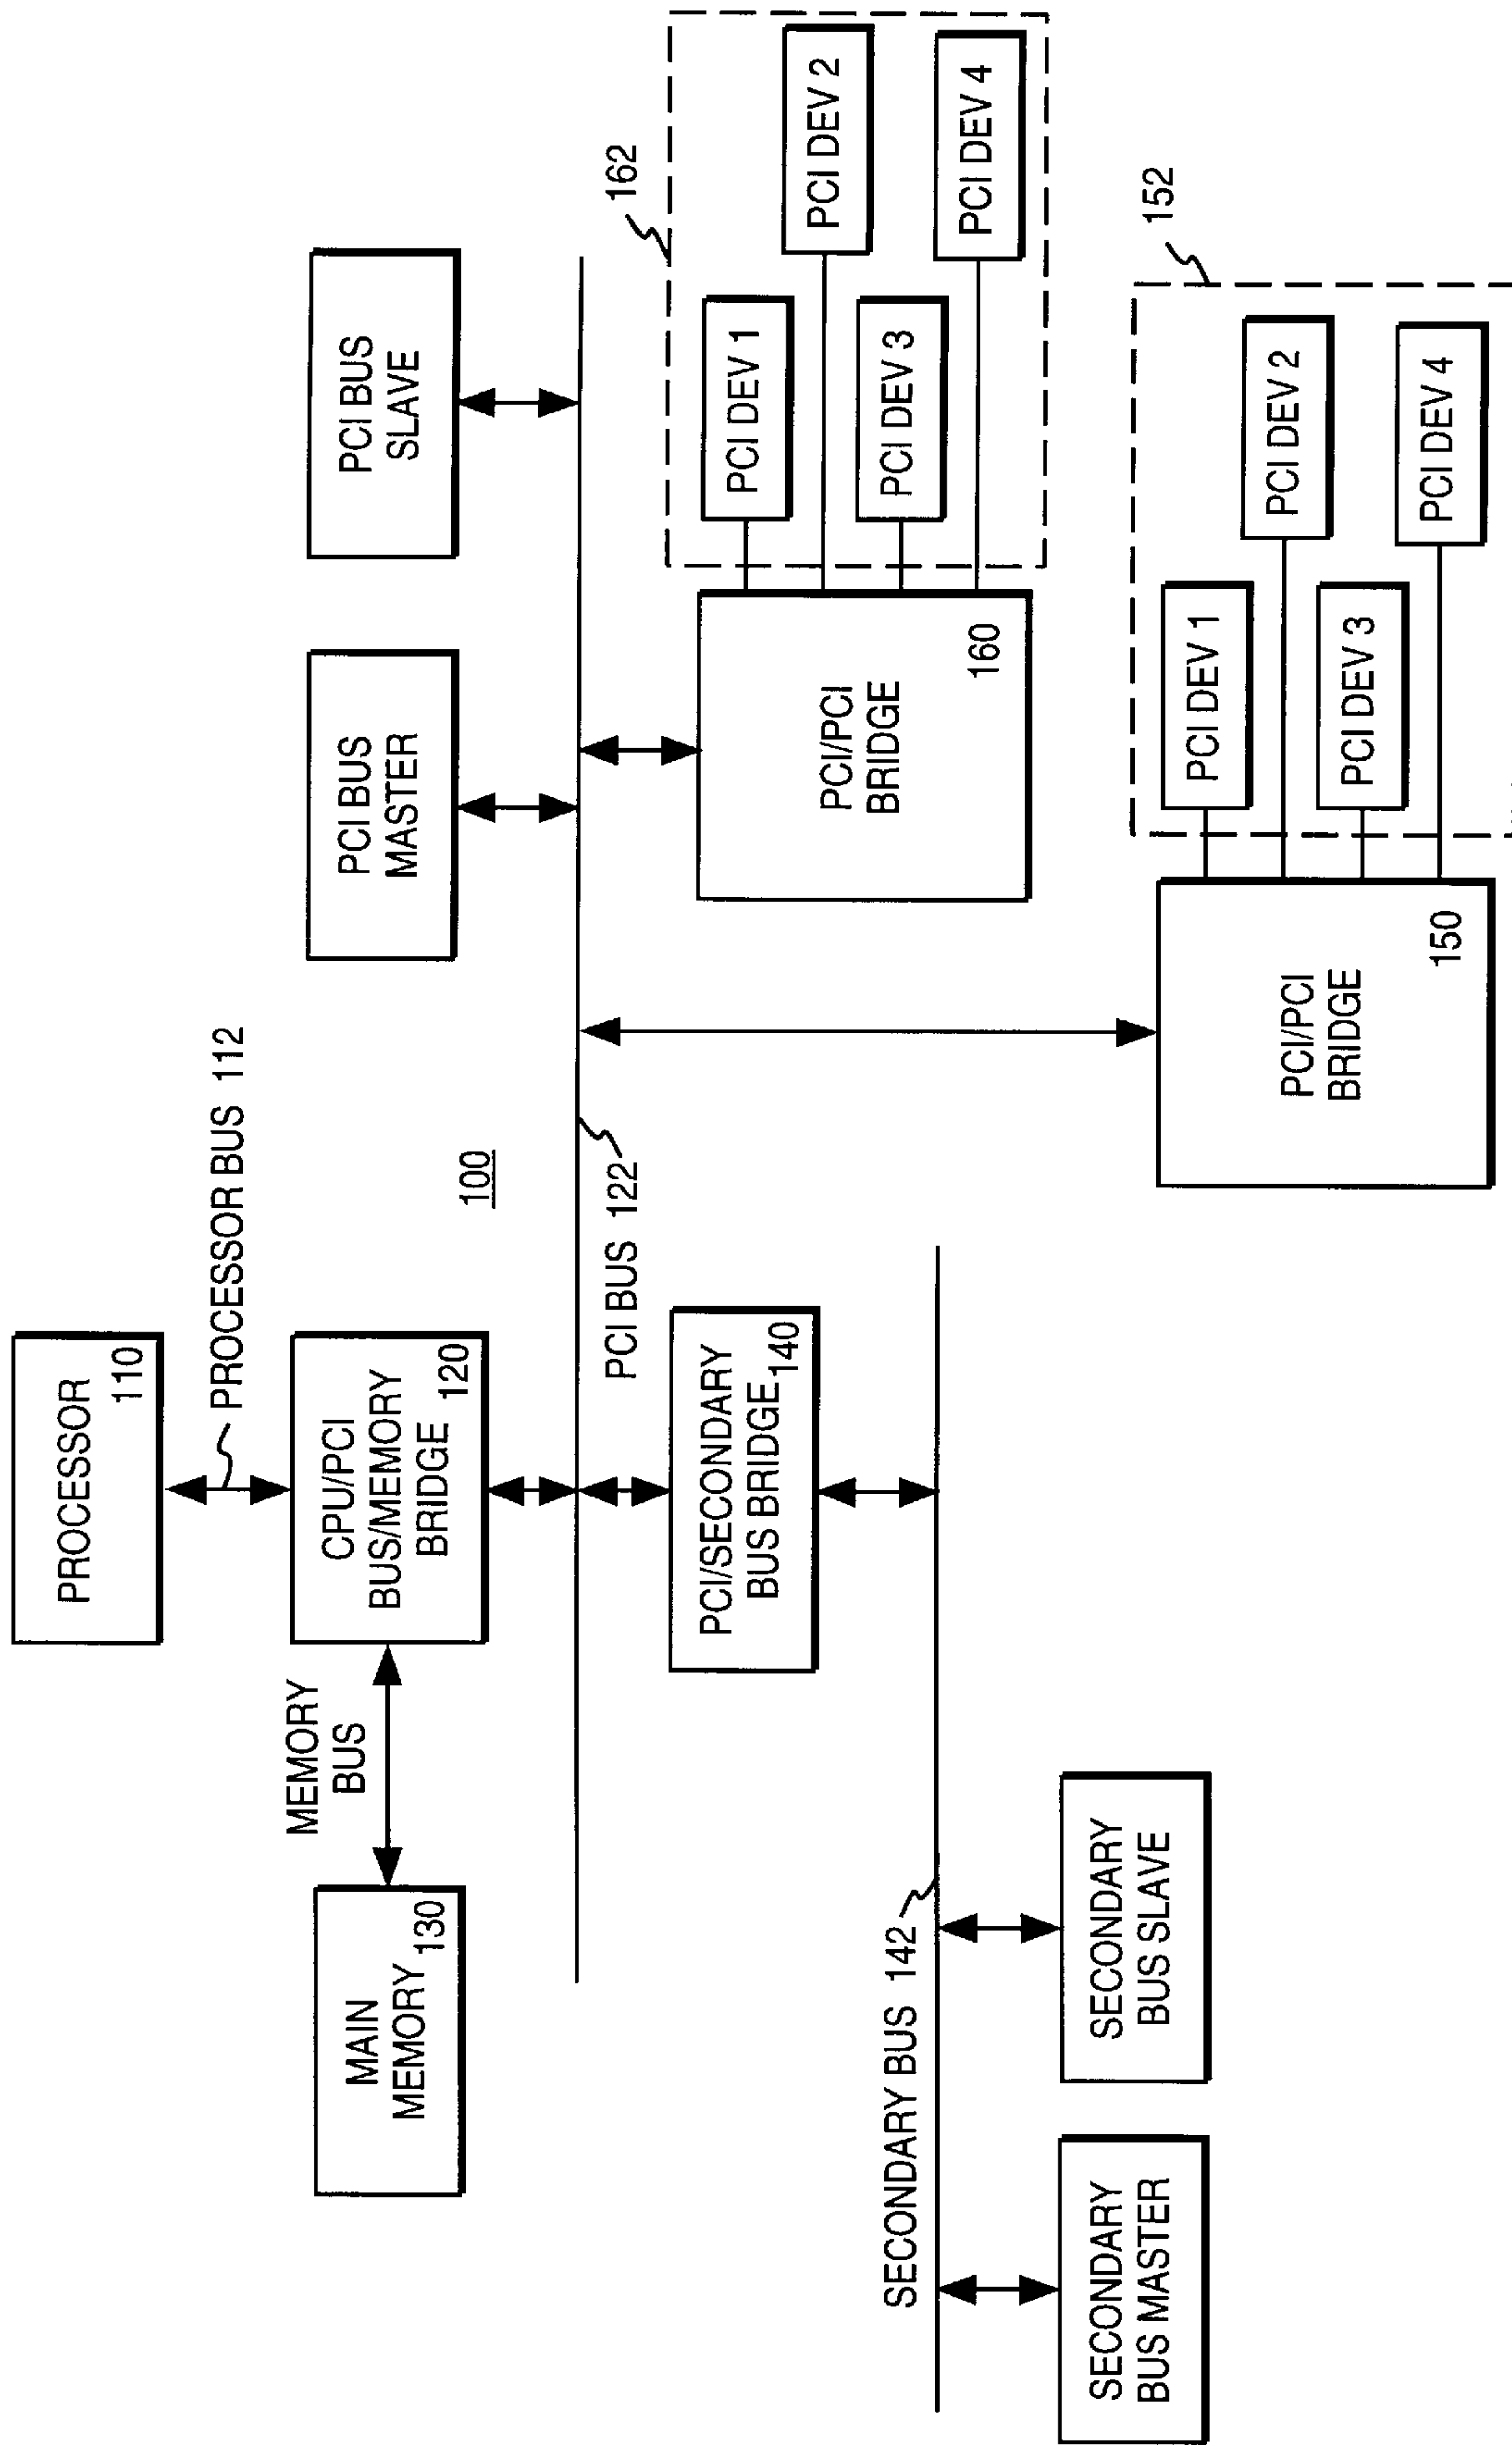 PROCESSOR
110
PROCESSOR BUS 112
MAIN
MEMORY
130
MEMORY
BUS
CPU/PCI
BUS/MEMORY
BRIDGE
120
PCI BUS
MASTER
PCI BUS
SLAVE
100
PCI BUS 122
PCI/SECONDARY
BUS BRIDGE
140
PCI/PCI
BRIDGE
160
162
PCI DEV 1
PCI DEV 2
PCI DEV 3
PCI DEV 4
SECONDARY BUS 142
SECONDARY
BUS MASTER
SECONDARY
BUS SLAVE
PCI/PCI
BRIDGE
150
152
PCI DEV 1
PCI DEV 2
PCI DEV 3
PCI DEV 4